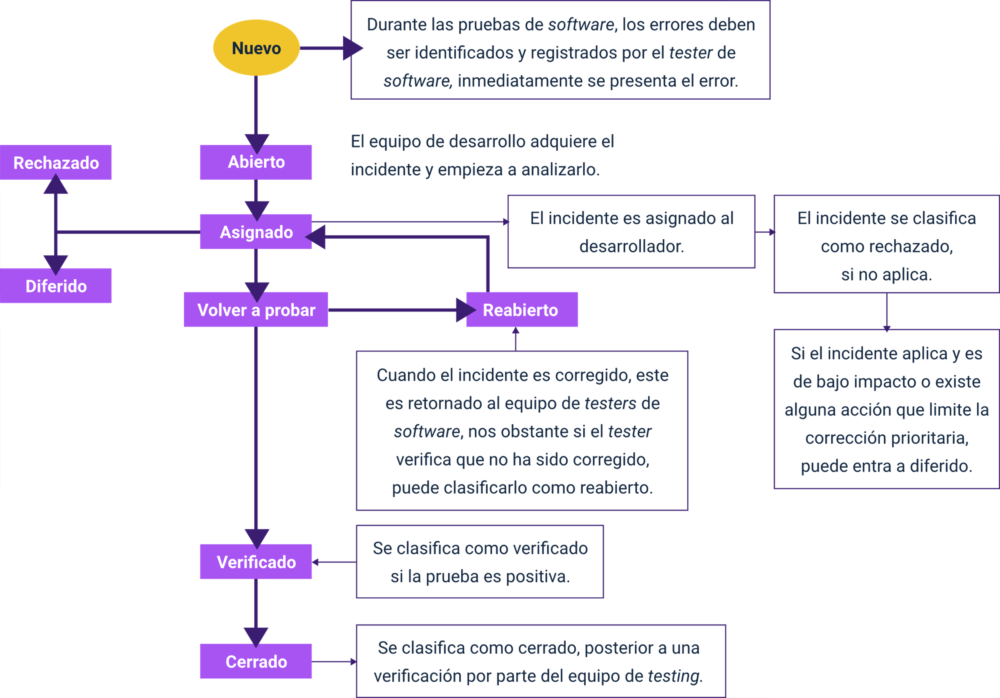 Nuevo
Durante las pruebas de software, los errores deben
ser identificados y registrados por el tester de
software, inmediatamente se presenta el error.
Rechazado
Abierto
El equipo de desarrollo adquiere el
incidente y empieza a analizarlo.
Asignado
El incidente es asignado al
desarrollador.
El incidente se clasifica
como rechazado,
si no aplica.
Diferido
Volver a probar
Reabierto
Si el incidente aplica y es
de bajo impacto o existe
alguna acción que limite la
corrección prioritaria,
puede entra a diferido.
Cuando el incidente es corregido, este
es retornado al equipo de testers de
software, nos obstante si el tester
verifica que no ha sido corregido,
puede clasificarlo como reabierto.
Verificado
Se clasifica como verificado
si la prueba es positiva.
Cerrado
Se clasifica como cerrado, posterior a una
verificación por parte del equipo de testing.